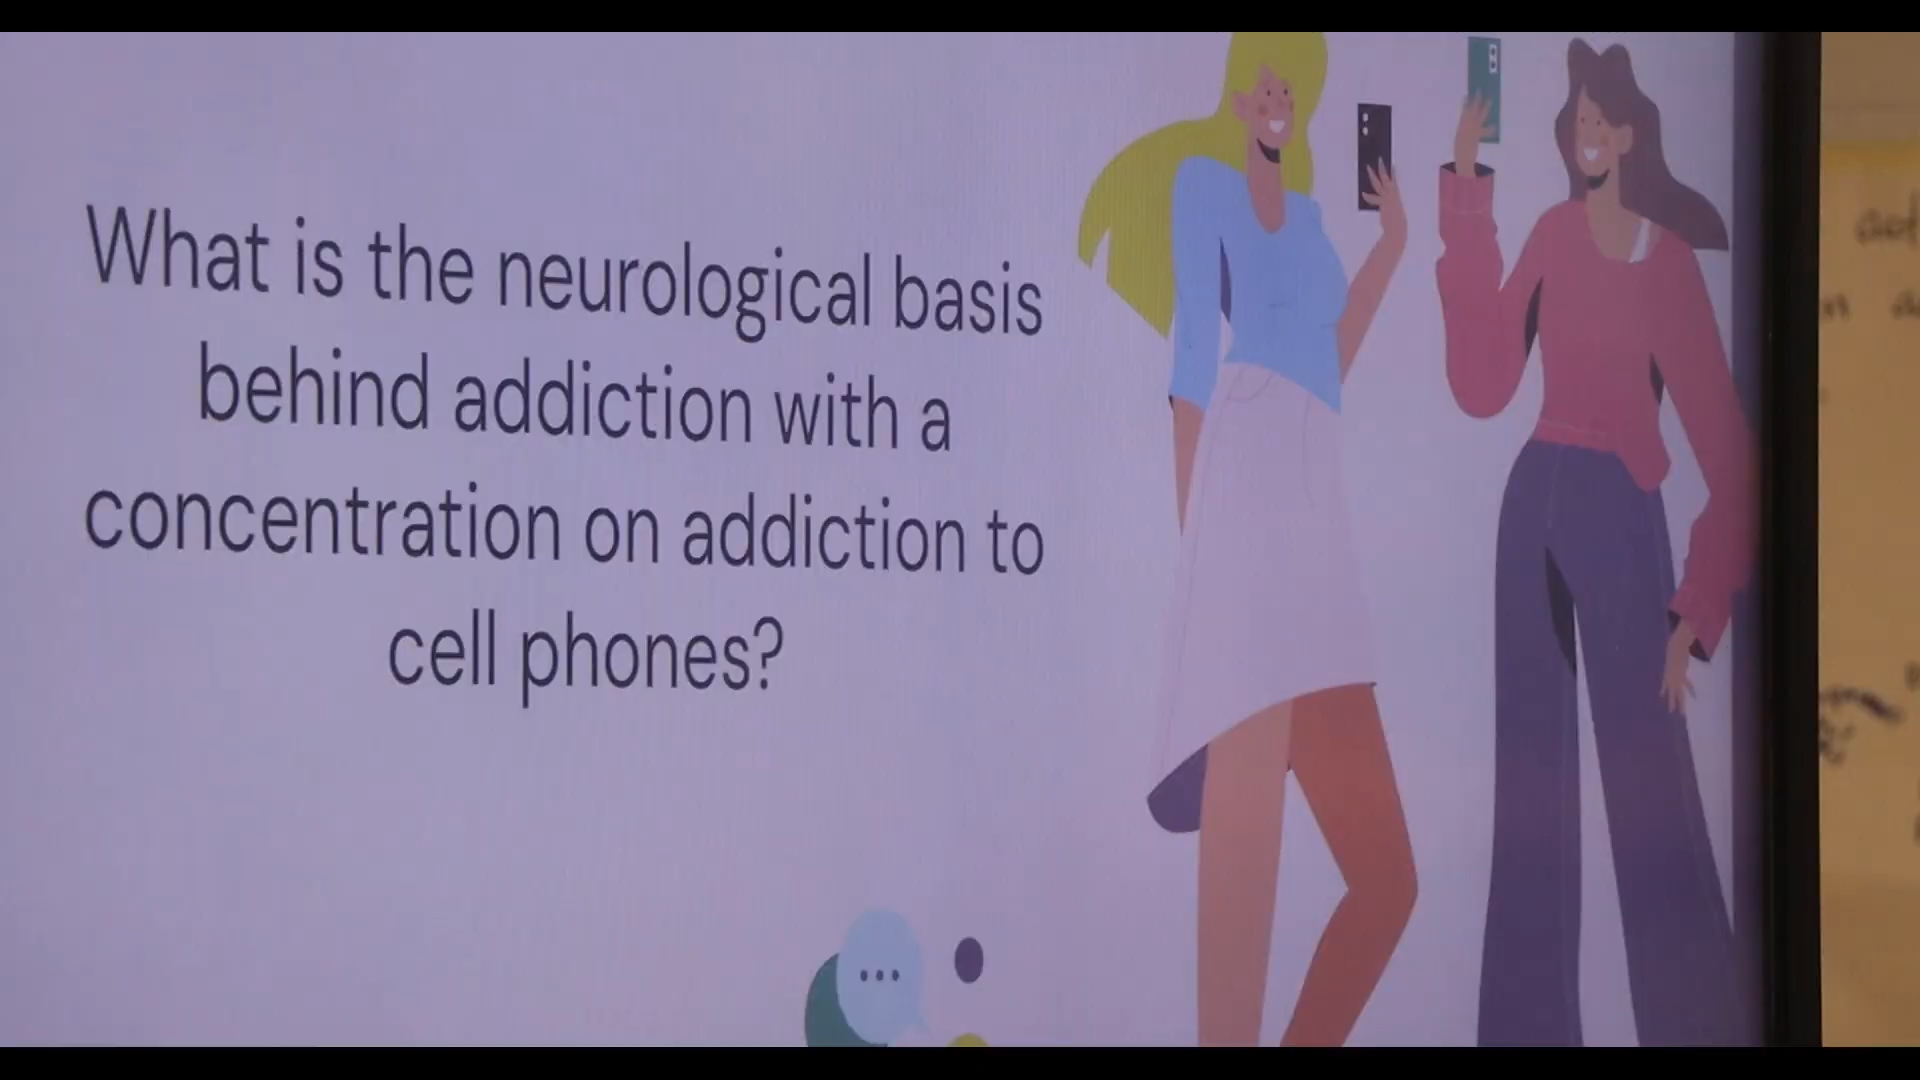 What is the neurological basis
behind addiction with a
concentration on addiction to
cell phones?